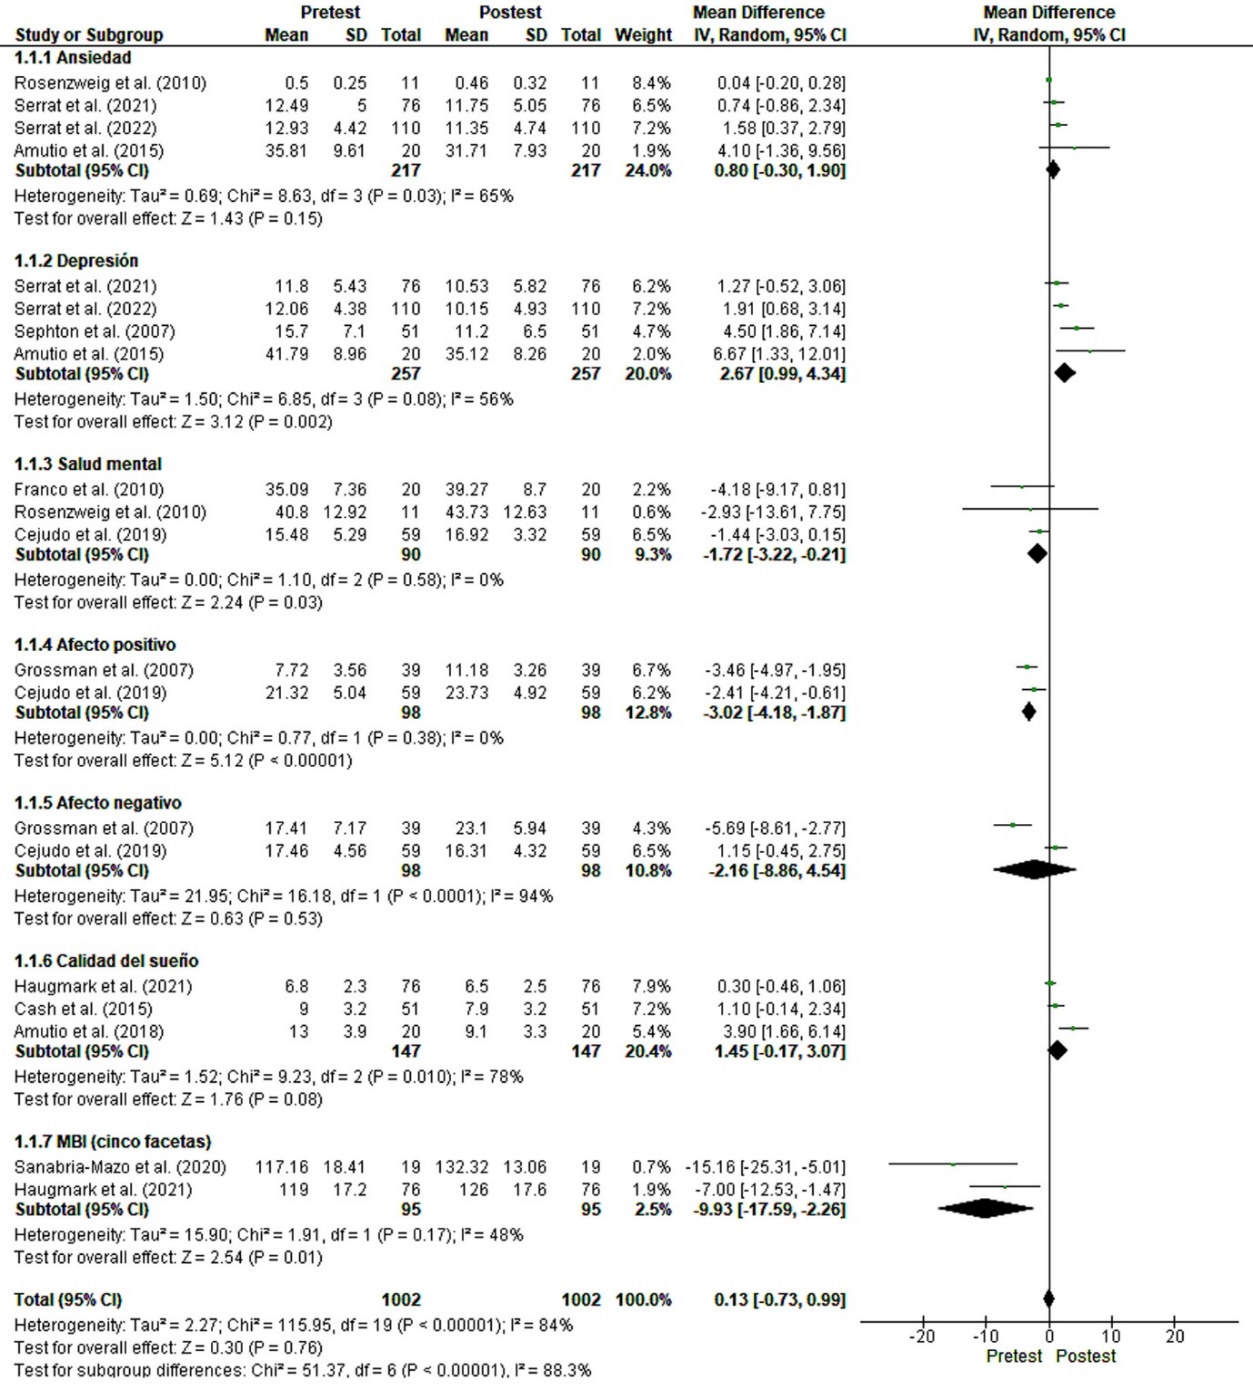 Pretest Postest Mean Difference Mean Difference
Study or Subgroup Mean SD Total Mean SD Total Weight IV, Random, 95% CI IV, Random, 95% CI
1.1.1 Ansiedad
Rosenzweig et al. (2010) 0.5 0.25 11 0.46 0.32 11 8.4% 0.04 [-0.20, 0.28]
Serrat et al. (2021) 12.49 5 76 11.75 5.05 76 6.5% 0.74 [-0.86, 2.34]
Serrat et al. (2022) 12.93 4.42 110 11.35 4.74 110 7.2% 1.58 [0.37, 2.79]
Amutio et al. (2015) 35.81 9.61 20 31.71 7.93 20 1.9% 4.10 [-1.36, 9.56]
Subtotal (95% CI) 217 217 24.0% 0.80 [-0.30, 1.90]
Heterogeneity: Tau² = 0.69; Chi² = 8.63, df = 3 (P = 0.03); I² = 65%
Test for overall effect: Z = 1.43 (P = 0.15)
1.1.2 Depresión
Serrat et al. (2021) 11.8 5.43 76 10.53 5.82 76 6.2% 1.27 [-0.52, 3.06]
Serrat et al. (2022) 12.06 4.38 110 10.15 4.93 110 7.2% 1.91 [0.68, 3.14]
Sephton et al. (2007) 15.7 7.1 51 11.2 6.5 51 4.7% 4.50 [1.86, 7.14]
Amutio et al. (2015) 41.79 8.96 20 35.12 8.26 20 2.0% 6.67 [1.33, 12.01]
Subtotal (95% CI) 257 257 20.0% 2.67 [0.99, 4.34]
Heterogeneity: Tau² = 1.50; Chi² = 6.85, df = 3 (P = 0.08); I² = 56%
Test for overall effect: Z = 3.12 (P = 0.002)
1.1.3 Salud mental
Franco et al. (2010) 35.09 7.36 20 39.27 8.7 20 2.2% -4.18 [-9.17, 0.81]
Rosenzweig et al. (2010) 40.8 12.92 11 43.73 12.63 11 0.6% -2.93 [-13.61, 7.75]
Cejudo et al. (2019) 15.48 5.29 59 16.92 3.32 59 6.5% -1.44 [-3.03, 0.15]
Subtotal (95% CI) 90 90 9.3% -1.72 [-3.22, -0.21]
Heterogeneity: Tau² = 0.00; Chi² = 1.10, df = 2 (P = 0.58); I² = 0%
Test for overall effect: Z = 2.24 (P = 0.03)
1.1.4 Afecto positivo
Grossman et al. (2007) 7.72 3.56 39 11.18 3.26 39 6.7% -3.46 [-4.97, -1.95]
Cejudo et al. (2019) 21.32 5.04 59 23.73 4.92 59 6.2% -2.41 [-4.21, -0.61]
Subtotal (95% CI) 98 98 12.8% -3.02 [-4.18, -1.87]
Heterogeneity: Tau² = 0.00; Chi² = 0.77, df = 1 (P = 0.38); I² = 0%
Test for overall effect: Z = 5.12 (P < 0.00001)
1.1.5 Afecto negativo
Grossman et al. (2007) 17.41 7.17 39 23.1 5.94 39 4.3% -5.69 [-8.61, -2.77]
Cejudo et al. (2019) 17.46 4.56 59 16.31 4.32 59 6.5% 1.15 [-0.45, 2.75]
Subtotal (95% CI) 98 98 10.8% -2.16 [-8.86, 4.54]
Heterogeneity: Tau² = 21.95; Chi² = 16.18, df = 1 (P < 0.0001); I² = 94%
Test for overall effect: Z = 0.63 (P = 0.53)
1.1.6 Calidad del sueño
Haugmark et al. (2021) 6.8 2.3 76 6.5 2.5 76 7.9% 0.30 [-0.46, 1.06]
Cash et al. (2015) 9 3.2 51 7.9 3.2 51 7.2% 1.10 [-0.14, 2.34]
Amutio et al. (2018) 13 3.9 20 9.1 3.3 20 5.4% 3.90 [1.66, 6.14]
Subtotal (95% CI) 147 147 20.4% 1.45 [-0.17, 3.07]
Heterogeneity: Tau² = 1.52; Chi² = 9.23, df = 2 (P = 0.010); I² = 78%
Test for overall effect: Z = 1.76 (P = 0.08)
1.1.7 MBI (cinco facetas)
Sanabria-Mazo et al. (2020) 117.16 18.41 19 132.32 13.06 19 0.7% -15.16 [-25.31, -5.01]
Haugmark et al. (2021) 119 17.2 76 126 17.6 76 1.9% -7.00 [-12.53, -1.47]
Subtotal (95% CI) 95 95 2.5% -9.93 [-17.59, -2.26]
Heterogeneity: Tau² = 15.90; Chi² = 1.91, df = 1 (P = 0.17); I² = 48%
Test for overall effect: Z = 2.54 (P = 0.01)
Total (95% CI) 1002 1002 100.0% 0.13 [-0.73, 0.99]
Heterogeneity: Tau² = 2.27; Chi² = 115.95, df = 19 (P < 0.00001); I² = 84%
Test for overall effect: Z = 0.30 (P = 0.76)
Test for subgroup differences: Chi² = 51.37, df = 6 (P < 0.00001), I² = 88.3%
-20 -10 0 10 20
Pretest Postest